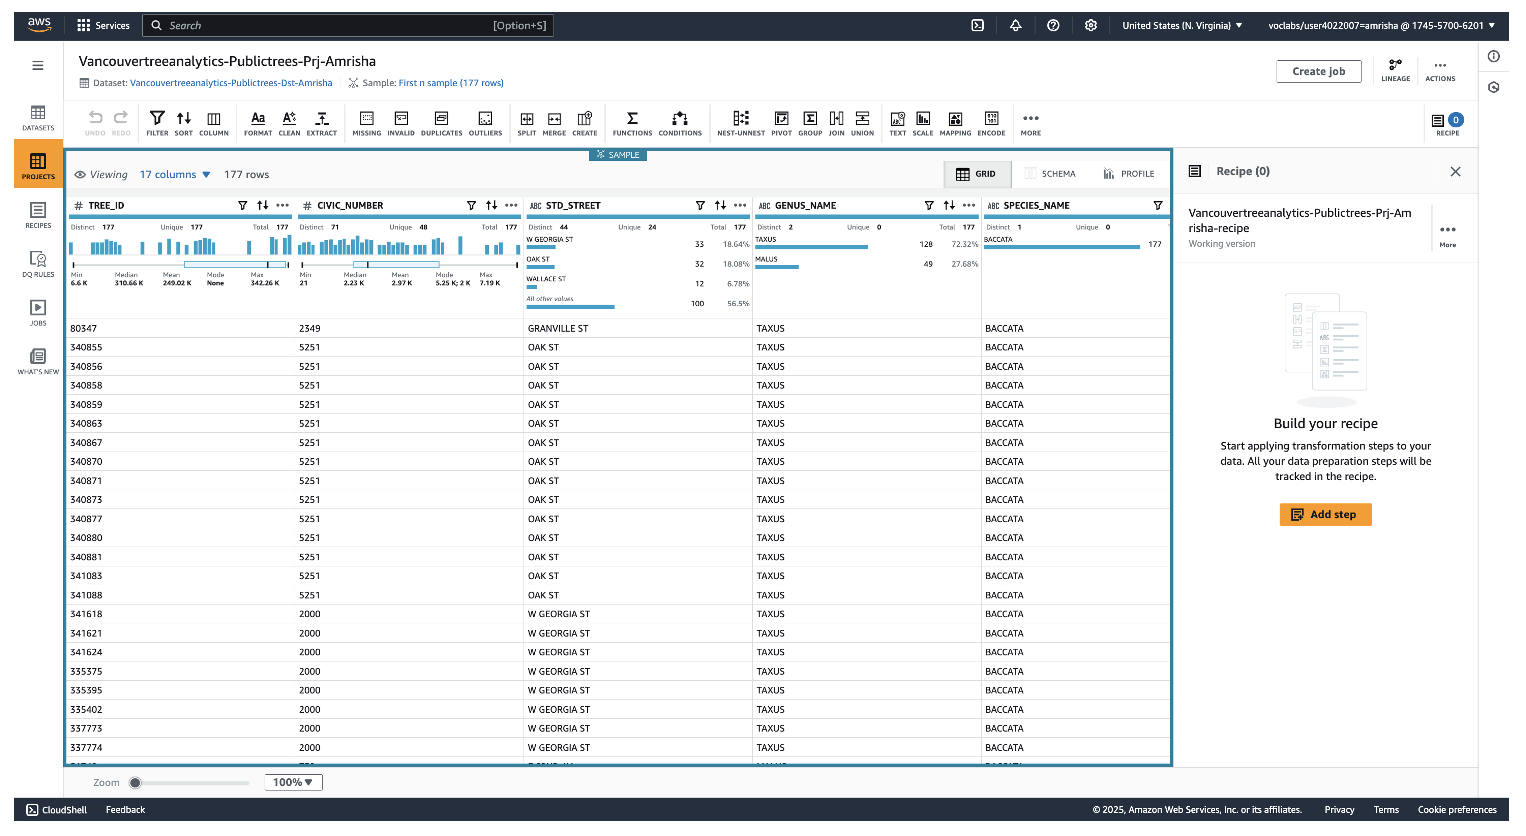 aws Services Search [Option+S] United States (N. Virginia) ▼ voclabs/user4022007=amrisha @ 1745-5700-6201 ▼
Vancouvertreeanalytics-Publictrees-Prj-Amrisha
Dataset: Vancouvertreeanalytics-Publictrees-Dst-Amrisha Sample: First n sample (177 rows)
Create job
LINEAGE
ACTIONS
UNDO REDO FILTER SORT COLUMN FORMAT CLEAN EXTRACT MISSING INVALID DUPLICATES OUTLIERS SPLIT MERGE CREATE FUNCTIONS CONDITIONS NEST-UNNEST PIVOT GROUP JOIN UNION TEXT SCALE MAPPING ENCODE MORE
0
RECIPE
DATASETS
PROJECTS
RECIPES
DQ RULES
JOBS
WHAT'S NEW
SAMPLE
Viewing 17 columns ▼ 177 rows
GRID SCHEMA PROFILE
# TREE_ID # CIVIC_NUMBER ABC STD_STREET ABC GENUS_NAME ABC SPECIES_NAME
Distinct 177 Unique 177 Total 177 Distinct 71 Unique 48 Total 177 Distinct 44 Unique 24 Total 177 Distinct 2 Unique 0 Total 177 Distinct 1 Unique 0
W GEORGIA ST 33 18.64% TAXUS 128 72.32% BACCATA 177
OAK ST 32 18.08% MALUS 49 27.68%
WALLACE ST 12 6.78%
All other values 100 56.5%
Min Median Mean Mode Max Min Median Mean Mode Max
6.6 K 310.66 K 249.02 K None 342.26 K 21 2.23 K 2.97 K 5.25 K; 2 K 7.19 K
80347 2349 GRANVILLE ST TAXUS BACCATA
340855 5251 OAK ST TAXUS BACCATA
340856 5251 OAK ST TAXUS BACCATA
340858 5251 OAK ST TAXUS BACCATA
340859 5251 OAK ST TAXUS BACCATA
340863 5251 OAK ST TAXUS BACCATA
340867 5251 OAK ST TAXUS BACCATA
340870 5251 OAK ST TAXUS BACCATA
340871 5251 OAK ST TAXUS BACCATA
340873 5251 OAK ST TAXUS BACCATA
340877 5251 OAK ST TAXUS BACCATA
340880 5251 OAK ST TAXUS BACCATA
340881 5251 OAK ST TAXUS BACCATA
341083 5251 OAK ST TAXUS BACCATA
341088 5251 OAK ST TAXUS BACCATA
341618 2000 W GEORGIA ST TAXUS BACCATA
341621 2000 W GEORGIA ST TAXUS BACCATA
341624 2000 W GEORGIA ST TAXUS BACCATA
335375 2000 W GEORGIA ST TAXUS BACCATA
335395 2000 W GEORGIA ST TAXUS BACCATA
335402 2000 W GEORGIA ST TAXUS BACCATA
337773 2000 W GEORGIA ST TAXUS BACCATA
337774 2000 W GEORGIA ST TAXUS BACCATA
Recipe (0)
Vancouvertreeanalytics-Publictrees-Prj-Am
risha-recipe
Working version
More
Build your recipe
Start applying transformation steps to your
data. All your data preparation steps will be
tracked in the recipe.
Add step
Zoom 100% ▼
CloudShell Feedback © 2025, Amazon Web Services, Inc. or its affiliates. Privacy Terms Cookie preferences